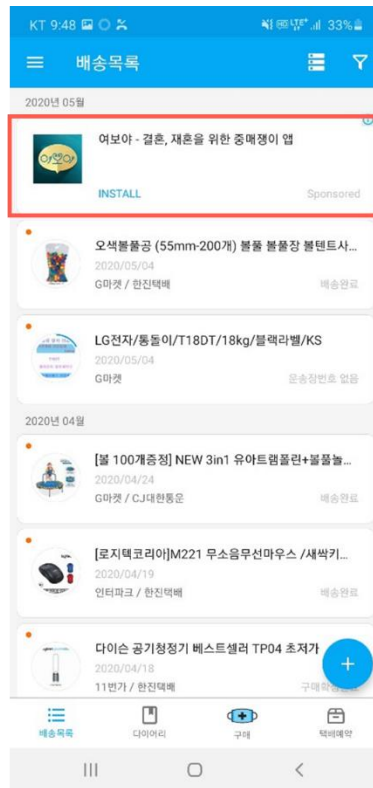 KT 9:48
33%
배송목록
2020년 05월
여보야
여보야 - 결혼, 재혼을 위한 중매쟁이 앱
INSTALL
Sponsored
오색볼풀공 (55mm-200개) 볼풀 볼풀장 볼텐트사...
2020/05/04
G마켓 / 한진택배
배송완료
LG전자/통돌이/T18DT/18kg/블랙라벨/KS
2020/05/04
G마켓
운송장번호 없음
2020년 04월
[볼 100개증정] NEW 3in1 유아트램폴린+볼풀놀...
2020/04/24
G마켓 / CJ대한통운
배송완료
[로지텍코리아]M221 무소음무선마우스 /새싹키...
2020/04/19
인터파크 / 한진택배
배송완료
다이슨 공기청정기 베스트셀러 TP04 초저가
2020/04/18
11번가 / 한진택배
배송목록
다이어리
구매
택배예약